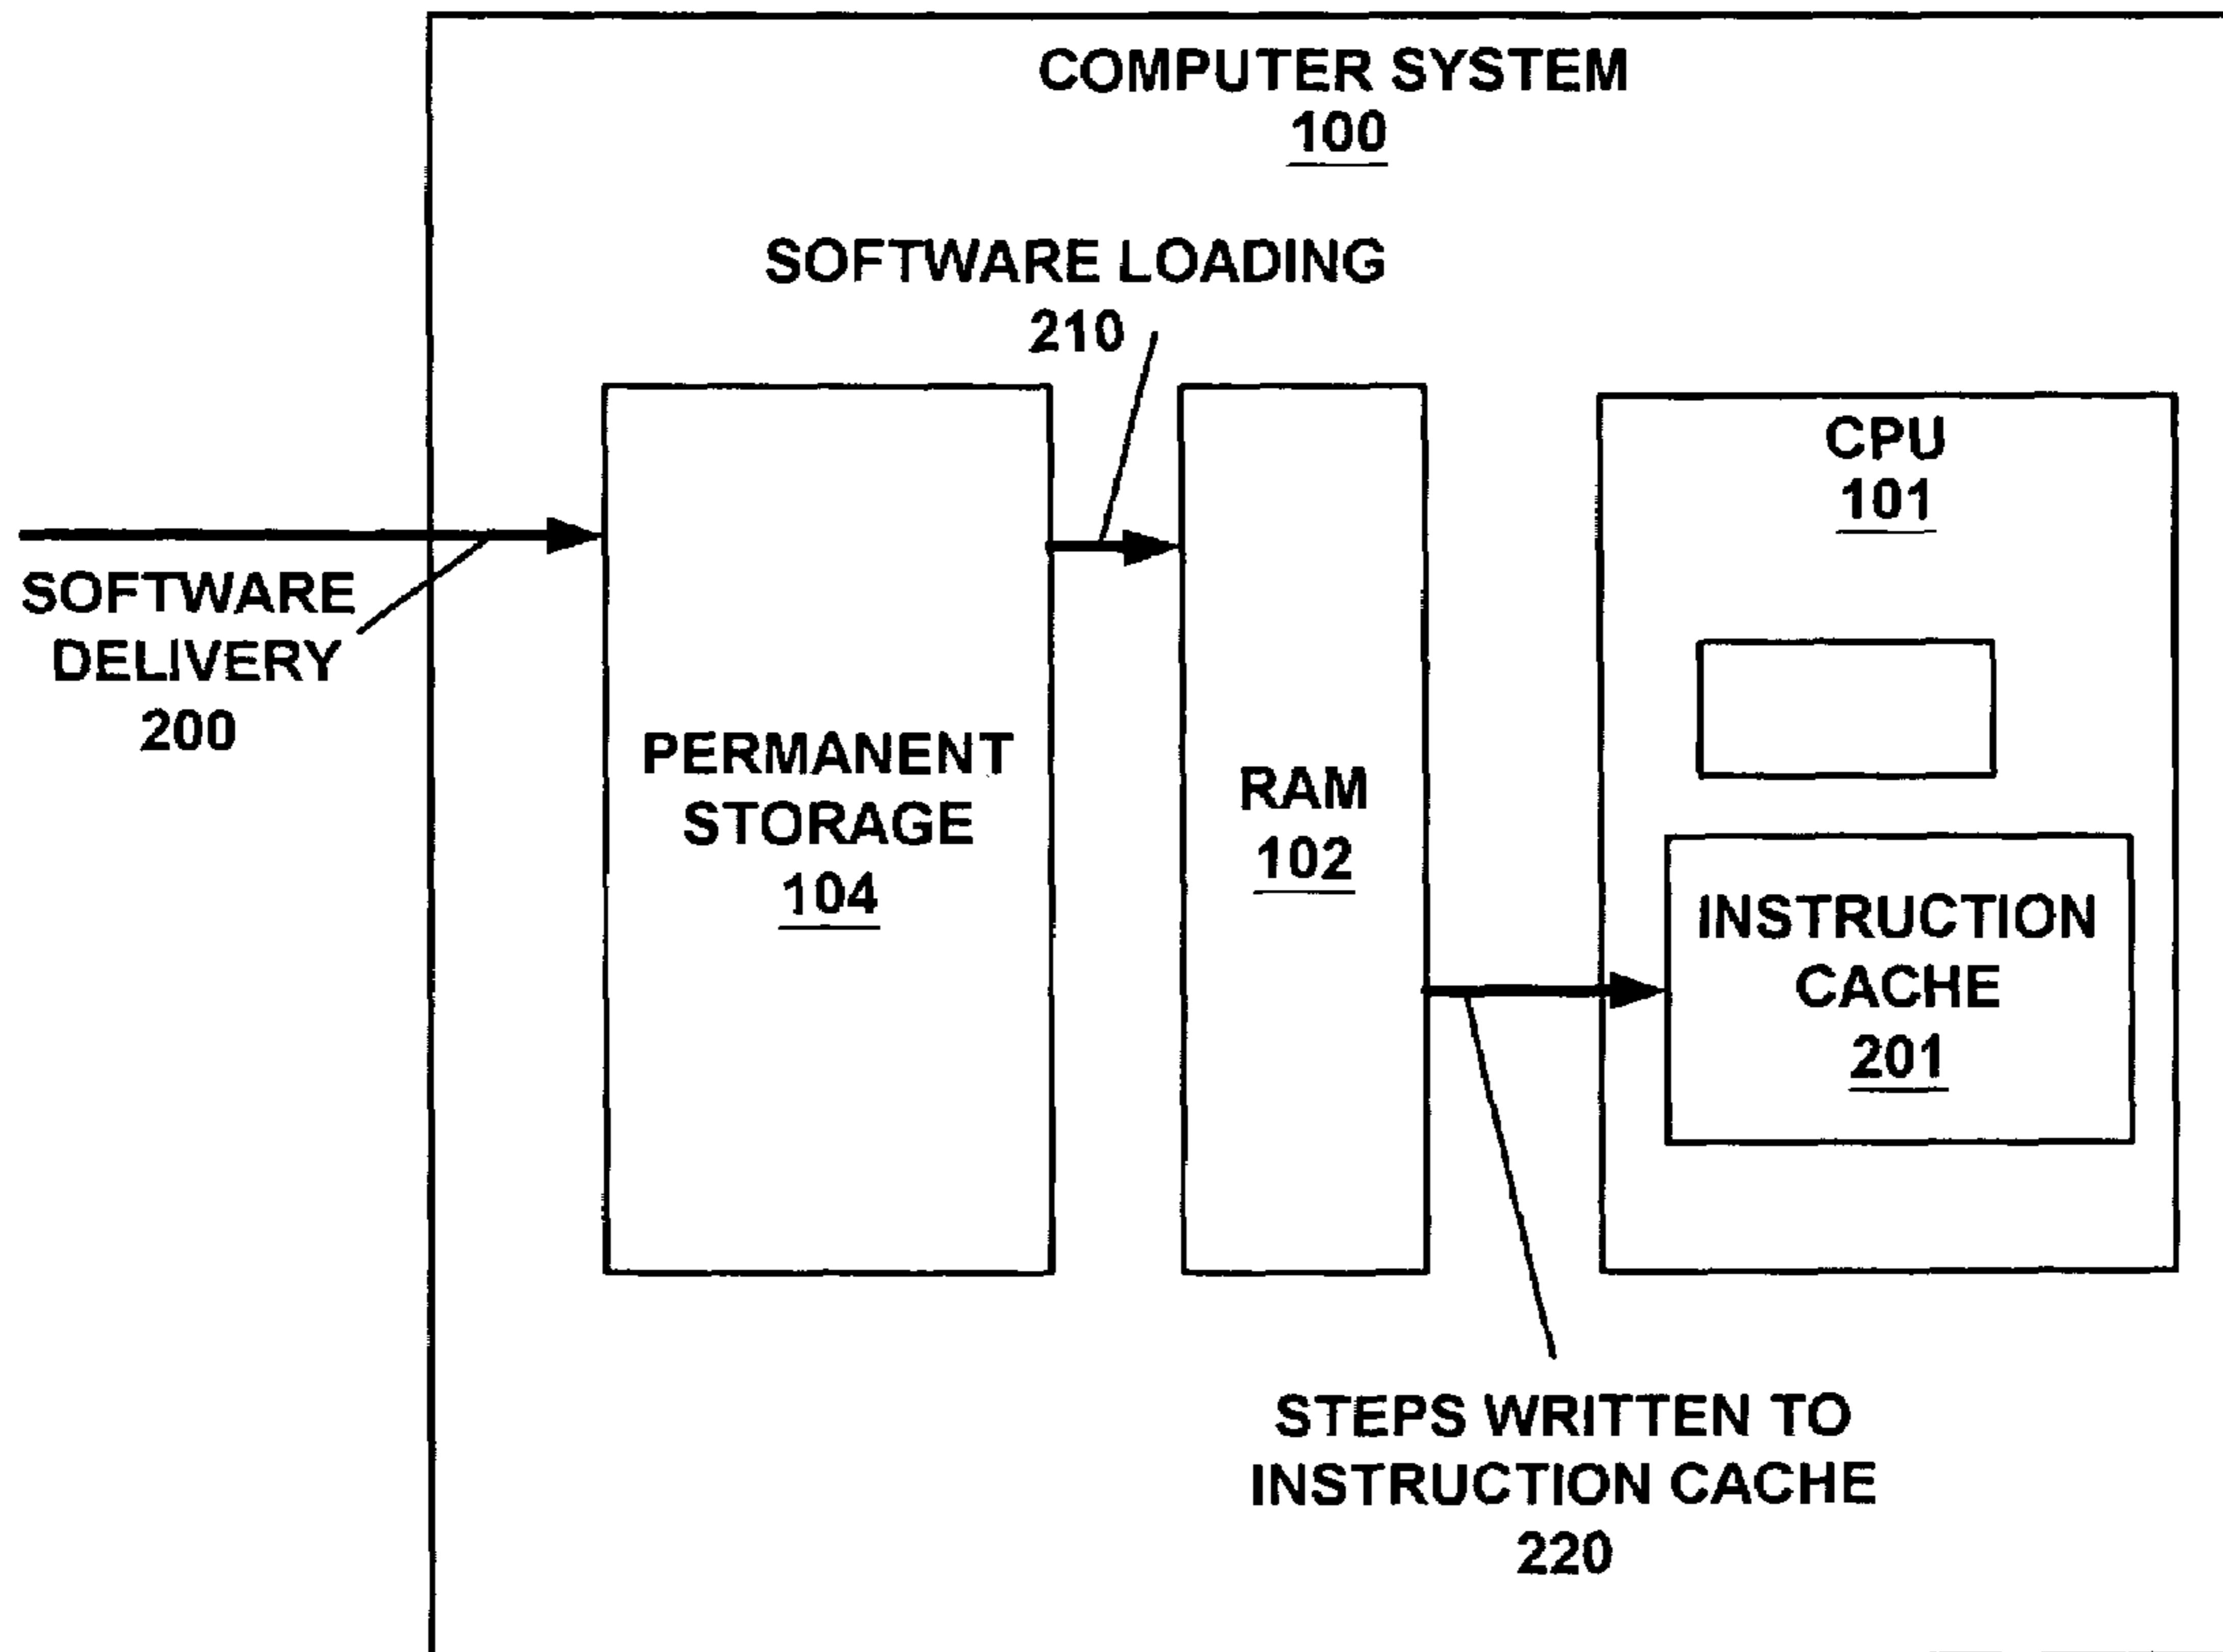 COMPUTER SYSTEM
100
SOFTWARE LOADING
210
SOFTWARE
DELIVERY
200
PERMANENT
STORAGE
104
RAM
102
CPU
101
INSTRUCTION
CACHE
201
STEPS WRITTEN TO
INSTRUCTION CACHE
220